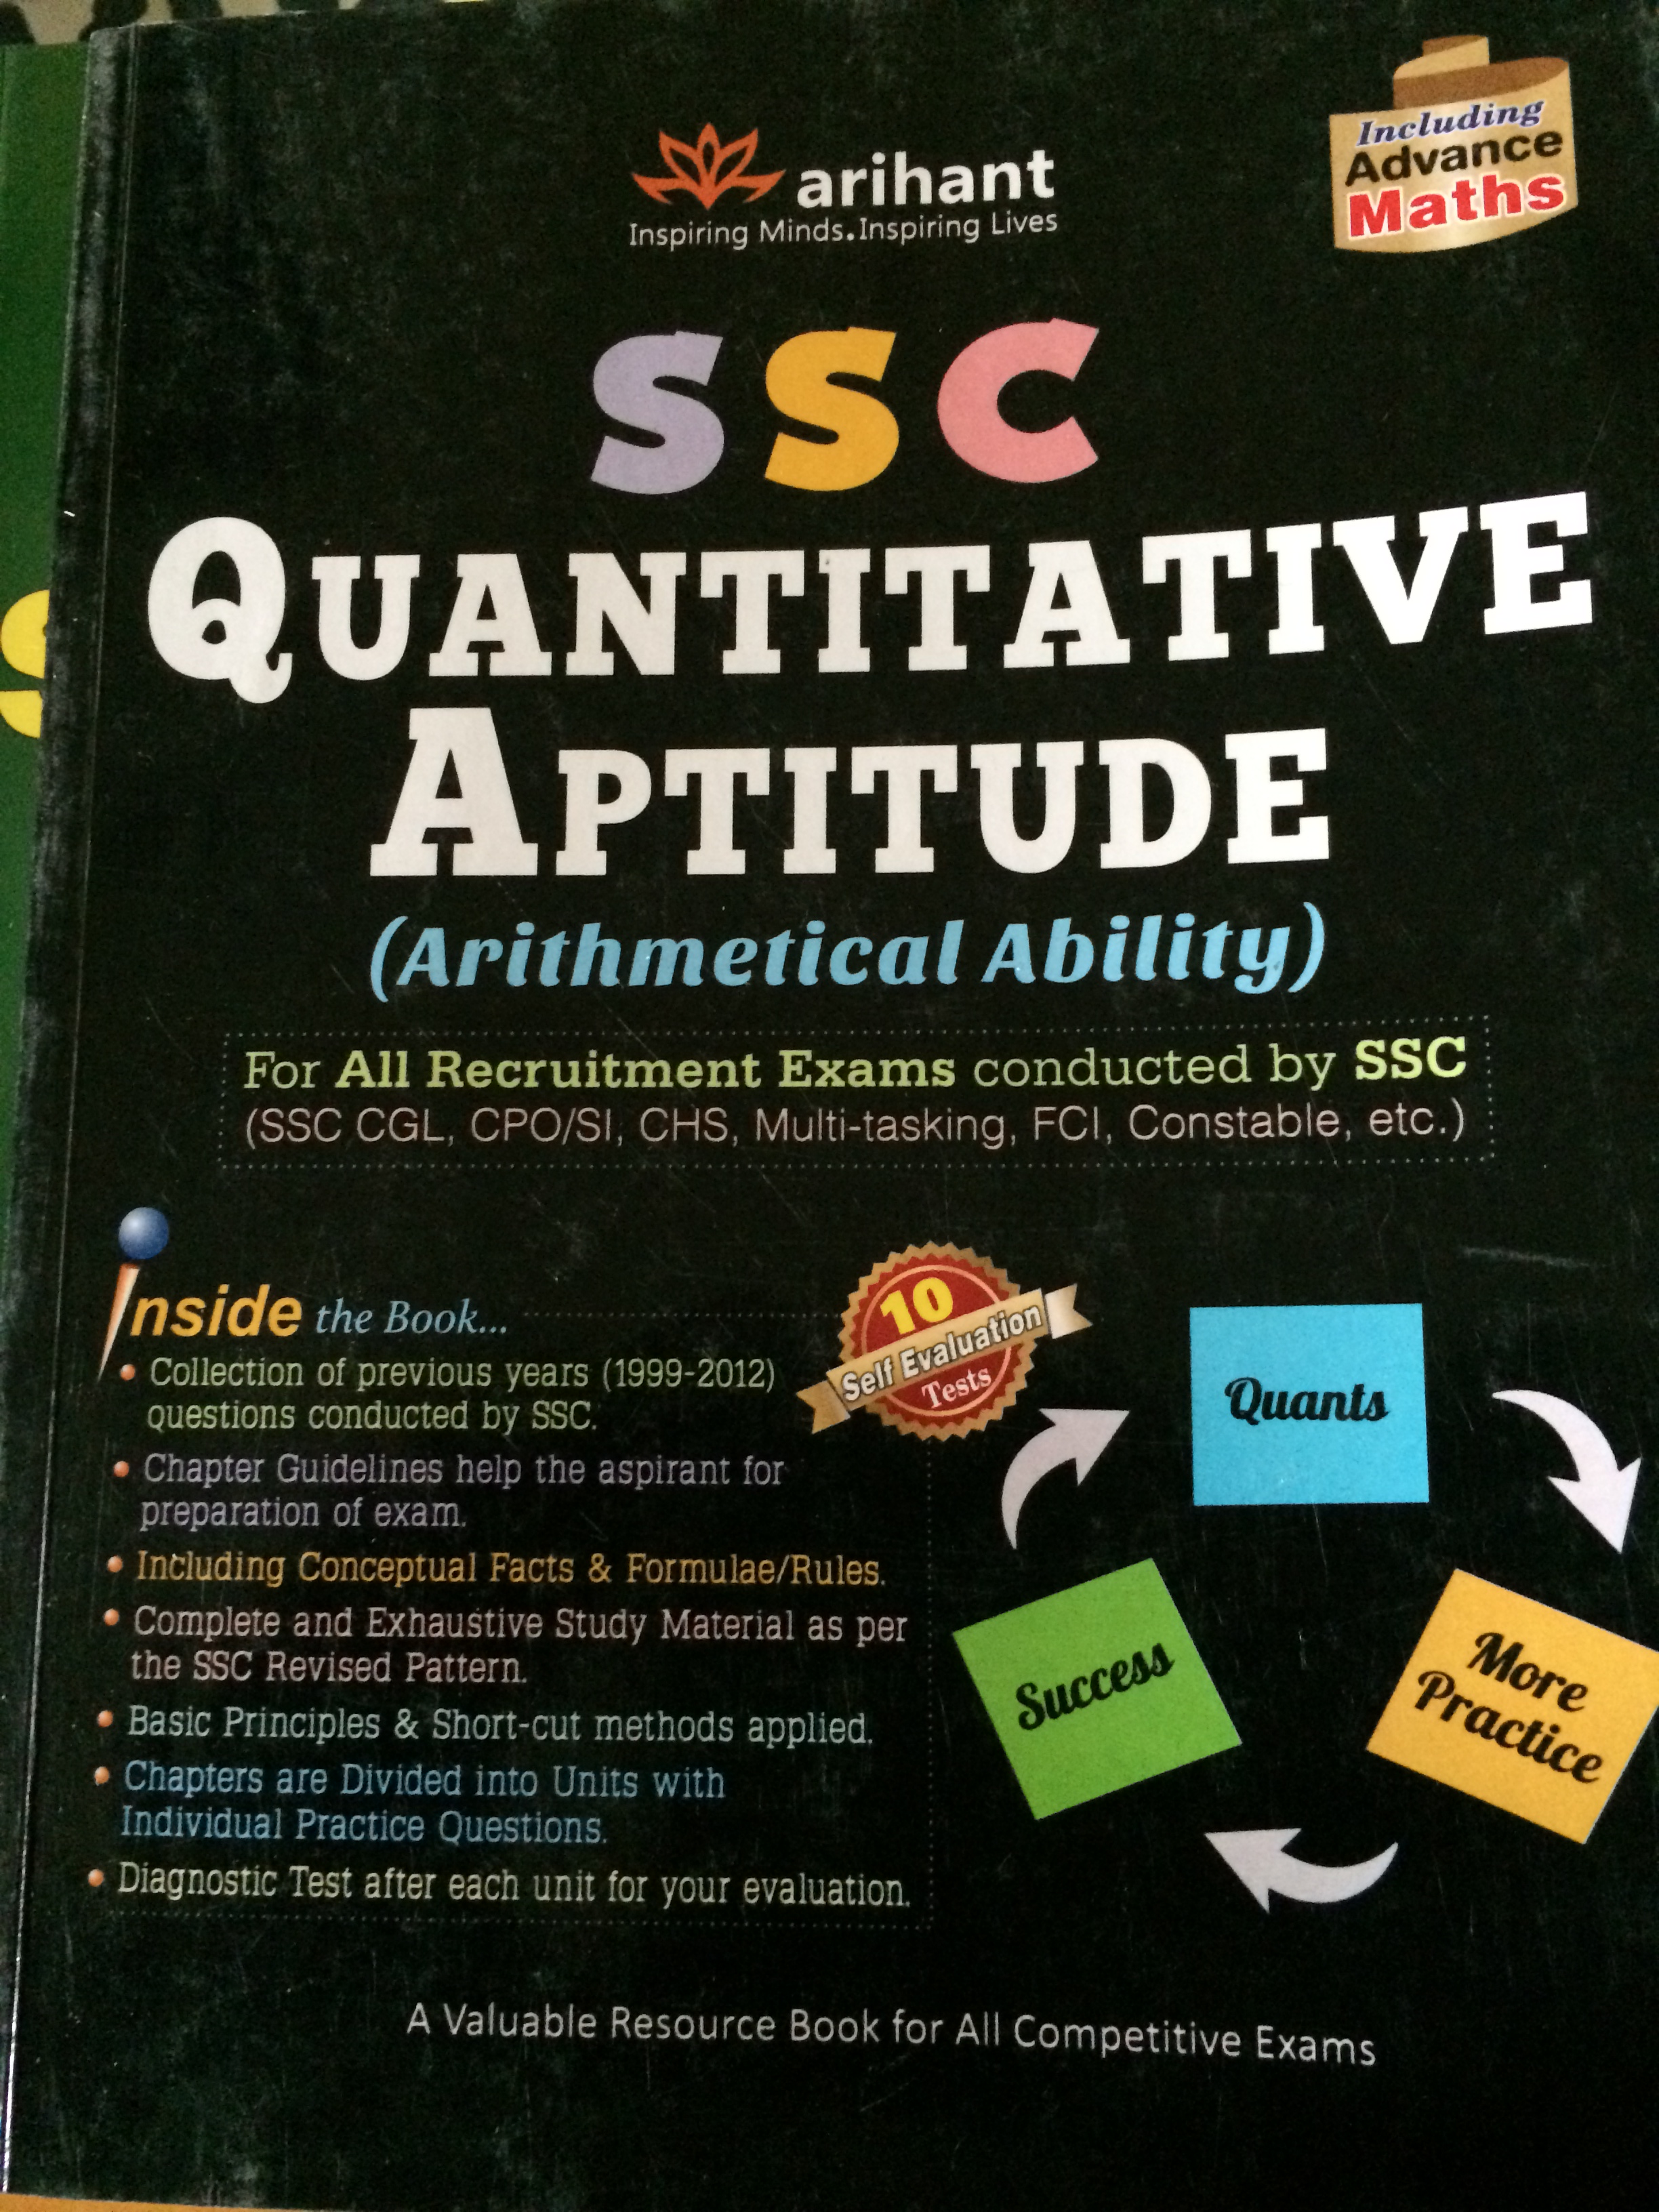 arihant
Inspiring Minds.Inspiring Lives
Including
Advance
Maths
SSC
QUANTITATIVE
APTITUDE
(Arithmetical Ability)
For All Recruitment Exams conducted by SSC
(SSC CGL, CPO/SI, CHS, Multi-tasking, FCI, Constable, etc.)
inside the Book...
• Collection of previous years (1999-2012)
questions conducted by SSC.
• Chapter Guidelines help the aspirant for
preparation of exam.
• Including Conceptual Facts & Formulae/Rules.
• Complete and Exhaustive Study Material as per
the SSC Revised Pattern.
• Basic Principles & Short-cut methods applied.
• Chapters are Divided into Units with
Individual Practice Questions.
• Diagnostic Test after each unit for your evaluation.
10
Self Evaluation
Tests
Quants
More
Practice
Success
A Valuable Resource Book for All Competitive Exams